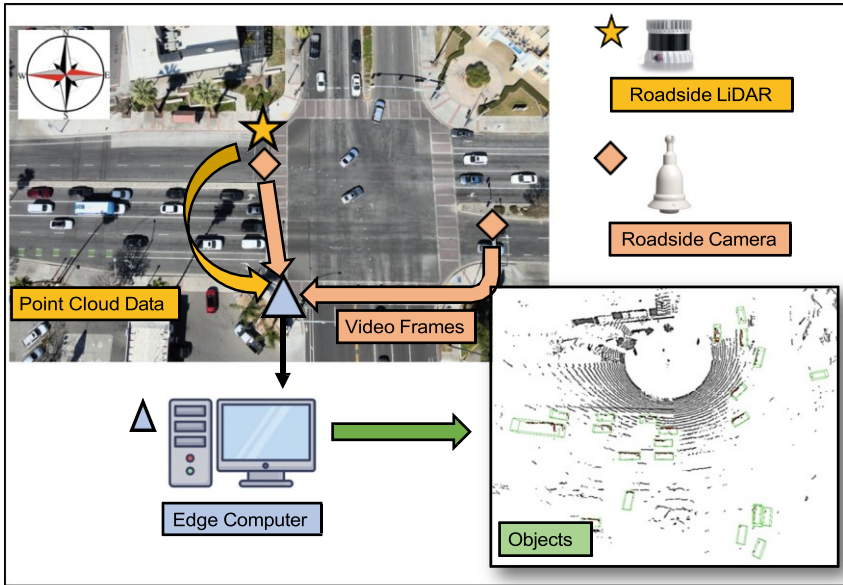 N
W
E
S
Roadside LiDAR
Roadside Camera
Point Cloud Data
Video Frames
Edge Computer
Objects